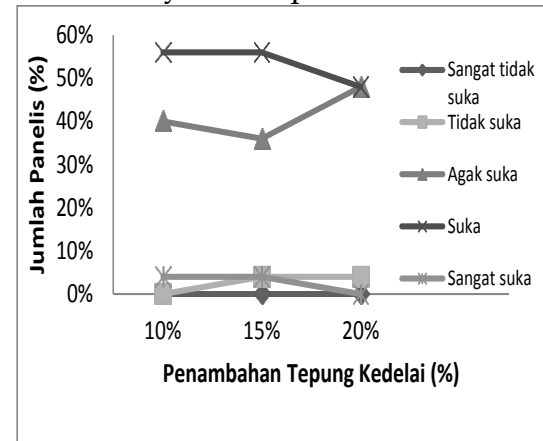 60%
50%
40%
30%
20%
10%
0%
Jumlah Panelis (%)
10% 15% 20%
Penambahan Tepung Kedelai (%)
Sangat tidak
suka
Tidak suka
Agak suka
Suka
Sangat suka